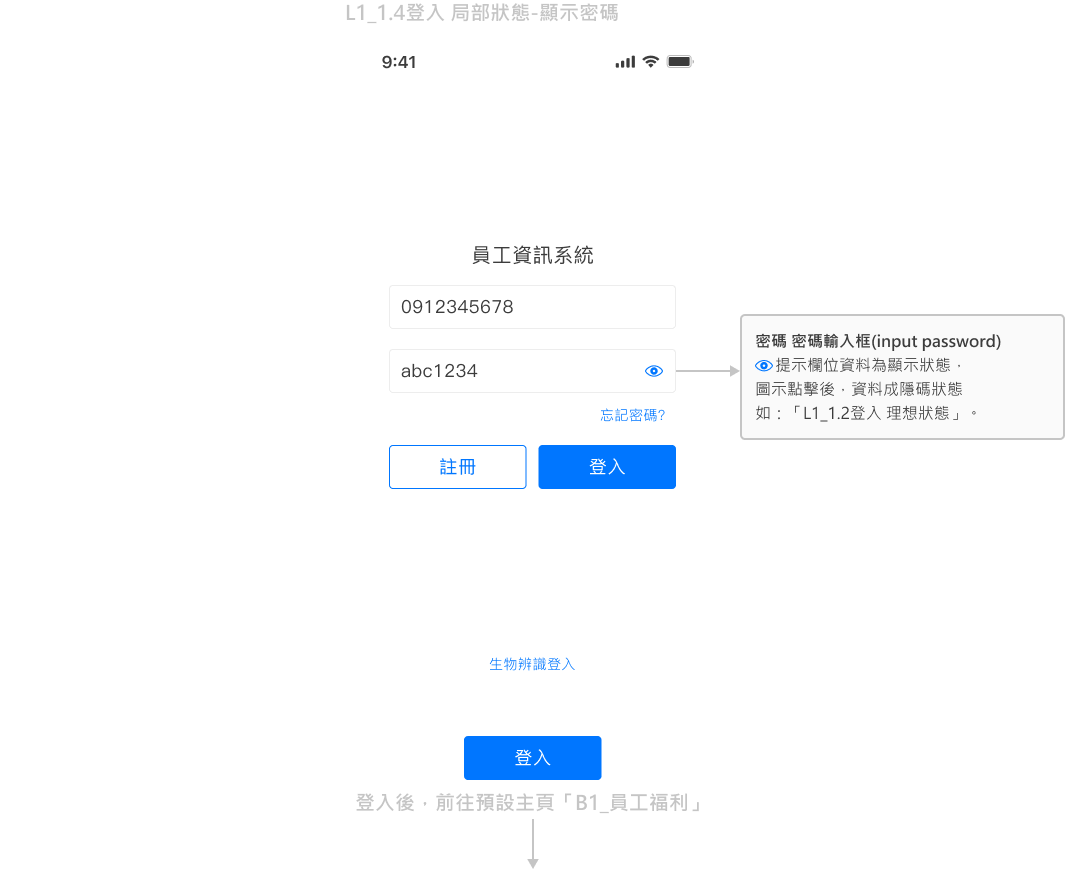 L1_1.4登入 局部狀態-顯示密碼
9:41
員工資訊系統
0912345678
abc1234
忘記密碼?
註冊
登入
密碼 密碼輸入框(input password)
提示欄位資料為顯示狀態，
圖示點擊後，資料成隱碼狀態
如：「L1_1.2登入 理想狀態」。
生物辨識登入
登入
登入後，前往預設主頁「B1_員工福利」